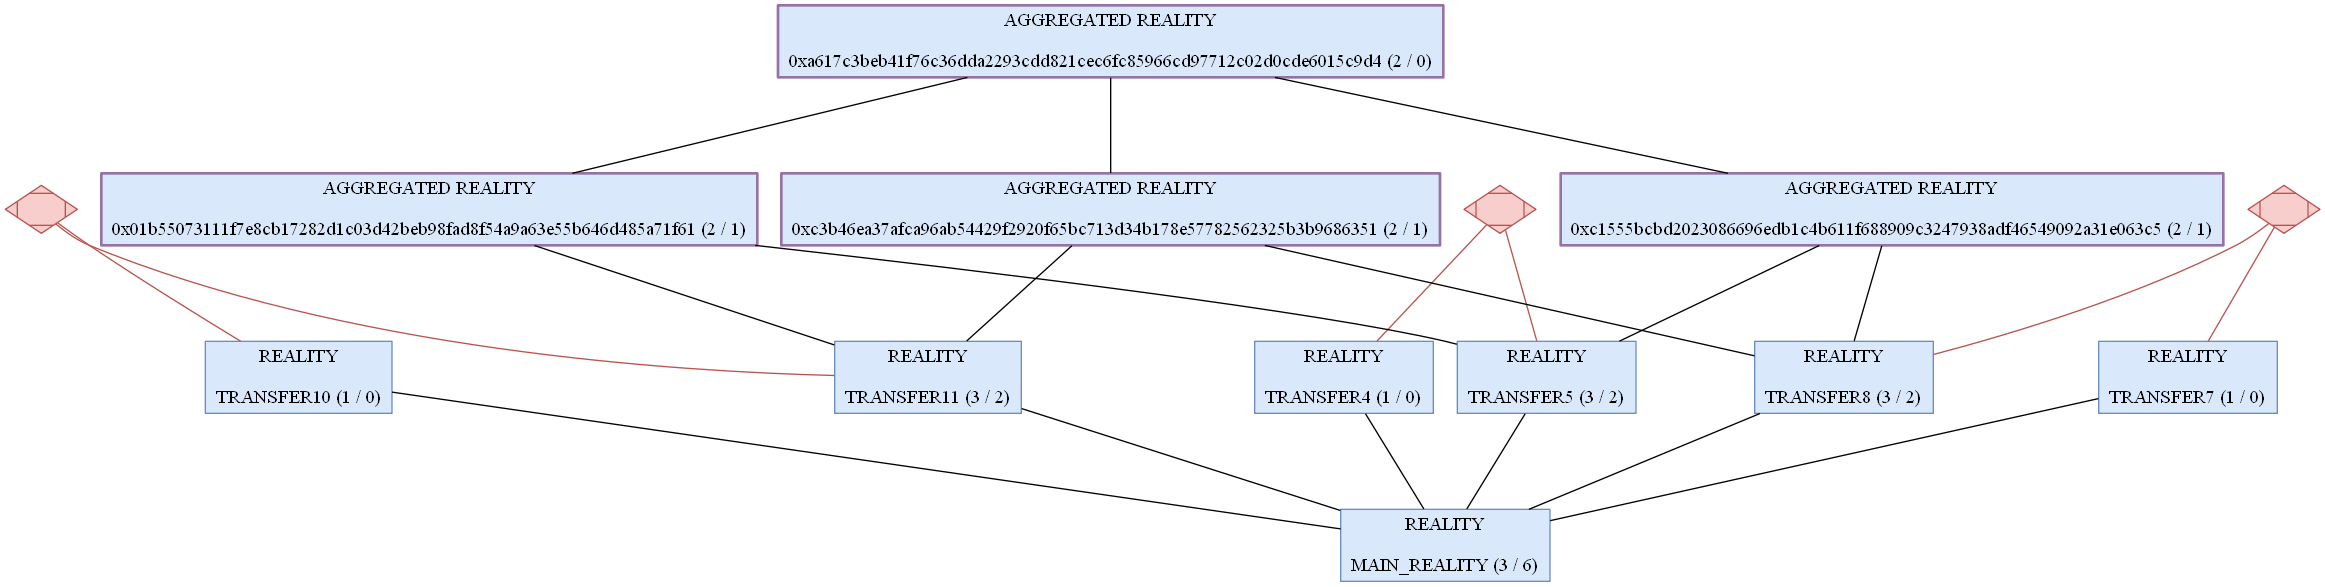 AGGREGATED REALITY
0xa617c3beb41f76c36dda2293cdd821cec6fc85966cd97712c02d0cde6015c9d4 (2 / 0)
AGGREGATED REALITY
0x01b55073111f7e8cb17282d1c03d42beb98fad8f54a9a63e55b646d485a71f61 (2 / 1)
AGGREGATED REALITY
0xc3b46ea37afca96ab54429f2920f65bc713d34b178e57782562325b3b9686351 (2 / 1)
AGGREGATED REALITY
0xc1555bcbd2023086696edb1c4b611f688909c3247938adf46549092a31e063c5 (2 / 1)
REALITY
TRANSFER10 (1 / 0)
REALITY
TRANSFER11 (3 / 2)
REALITY
TRANSFER4 (1 / 0)
REALITY
TRANSFER5 (3 / 2)
REALITY
TRANSFER8 (3 / 2)
REALITY
TRANSFER7 (1 / 0)
REALITY
MAIN_REALITY (3 / 6)